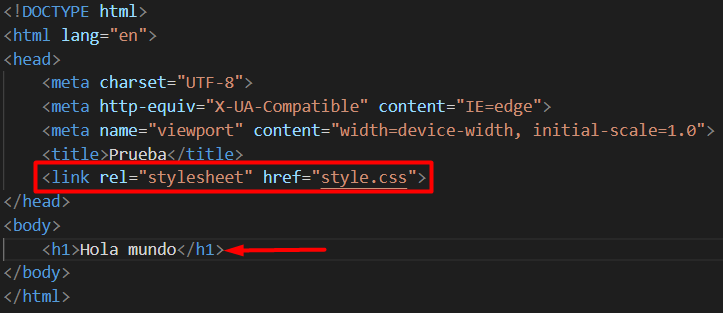 <!DOCTYPE html>
<html lang="en">
<head>
    <meta charset="UTF-8">
    <meta http-equiv="X-UA-Compatible" content="IE=edge">
    <meta name="viewport" content="width=device-width, initial-scale=1.0">
    <title>Prueba</title>
    <link rel="stylesheet" href="style.css">
</head>
<body>
    <h1>Hola mundo</h1>
</body>
</html>